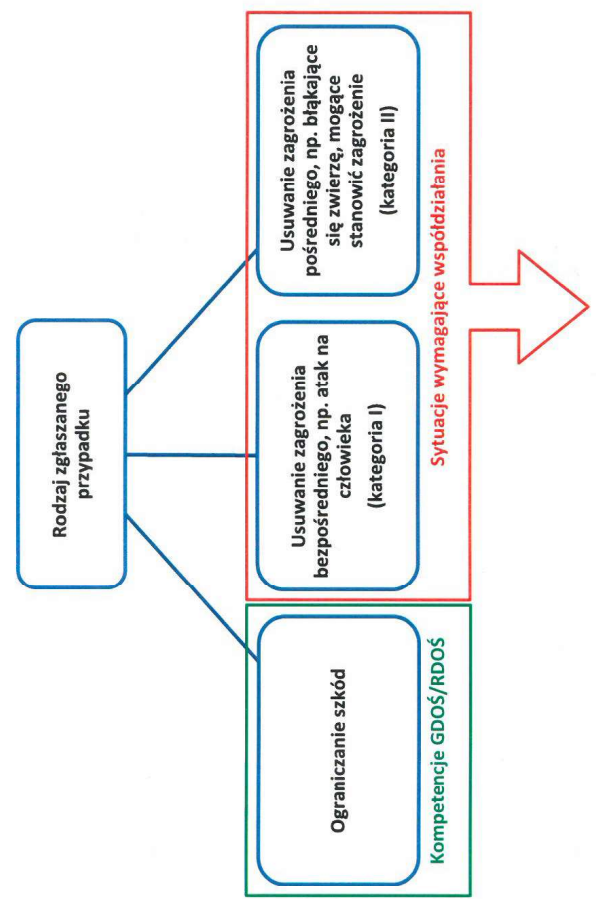 Rodzaj zgłaszanego
przypadku
Ograniczanie szkód
Kompetencje GDOŚ/RDOŚ
Usuwanie zagrożenia
bezpośredniego, np. atak na
człowieka
(kategoria I)
Usuwanie zagrożenia
pośredniego, np. błąkające
się zwierzę, mogące
stanowić zagrożenie
(kategoria II)
Sytuacje wymagające współdziałania